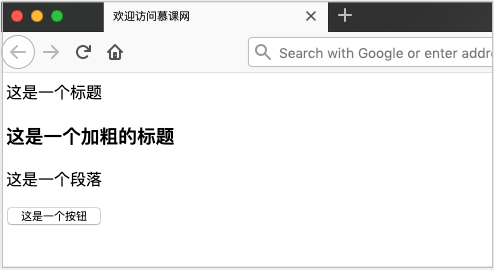 欢迎访问慕课网
Search with Google or enter addre
这是一个标题
这是一个加粗的标题
这是一个段落
这是一个按钮